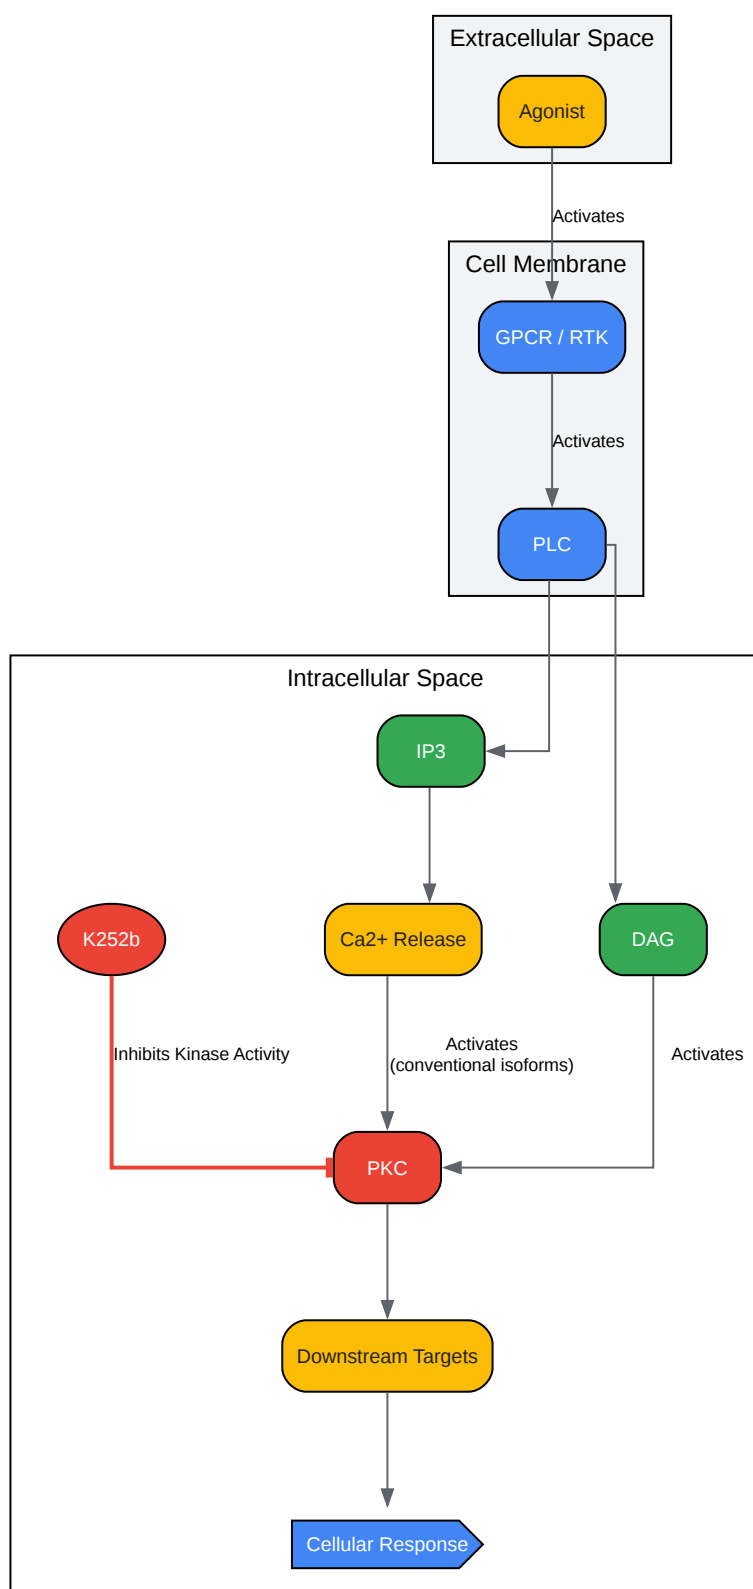 Extracellular Space
Agonist
Activates
Cell Membrane
GPCR / RTK
Activates
PLC
Intracellular Space
IP3
K252b
Ca2+ Release
DAG
Inhibits Kinase Activity
Activates
(conventional isoforms)
Activates
PKC
Downstream Targets
Cellular Response